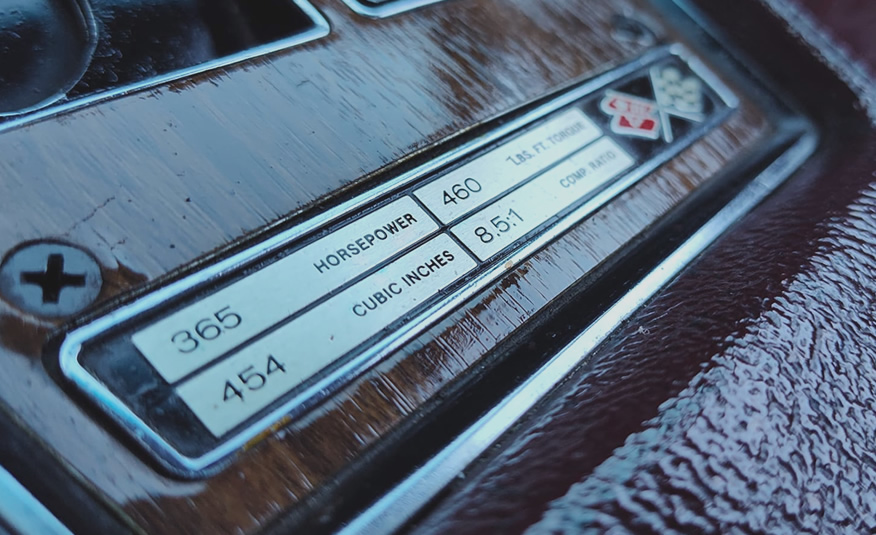 365 HORSEPOWER
460 LBS. FT. TORQUE
454 CUBIC INCHES
8.5:1 COMP. RATIO